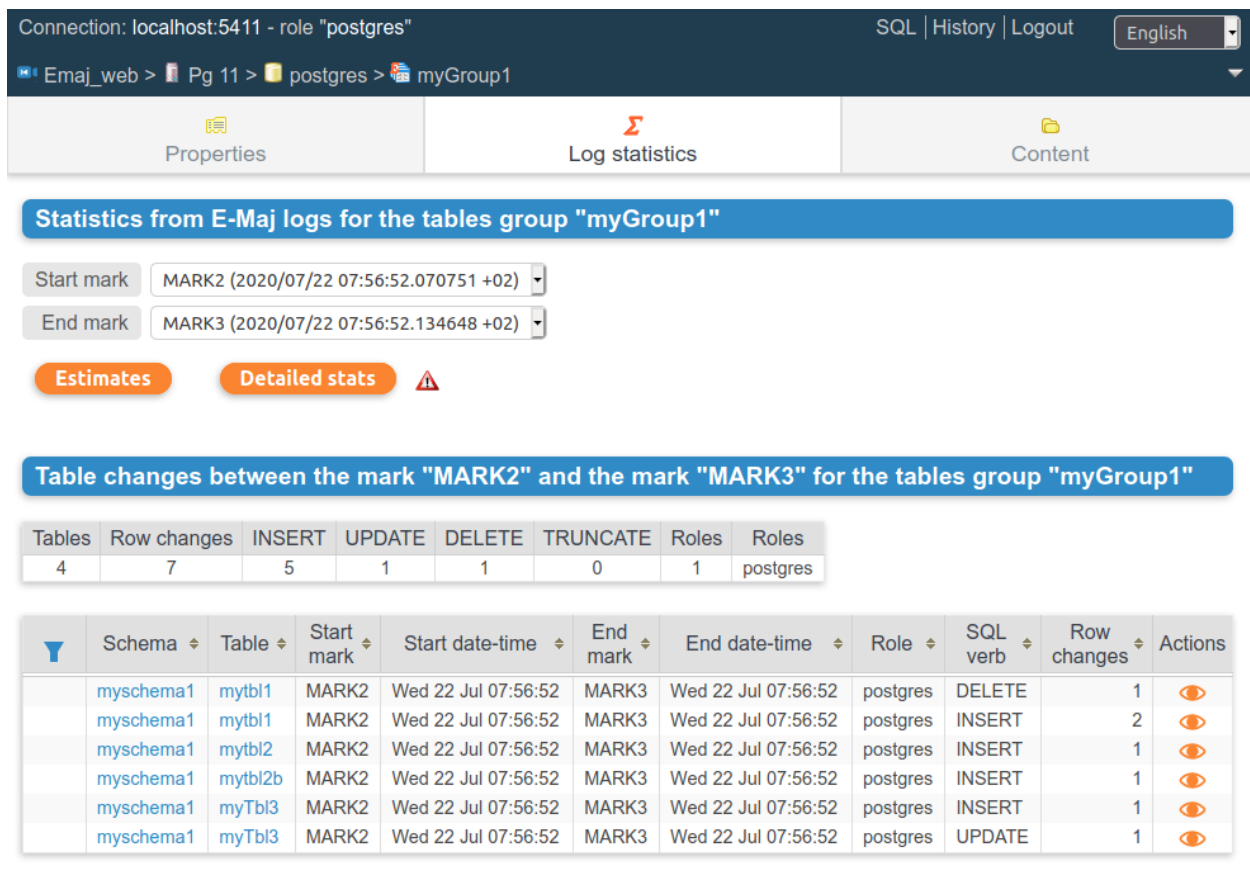 Connection: localhost:5411 - role "postgres" SQL | History | Logout English
Emaj_web > Pg 11 > postgres > myGroup1
Properties Log statistics Content
Statistics from E-Maj logs for the tables group "myGroup1"
Start mark MARK2 (2020/07/22 07:56:52.070751 +02)
End mark MARK3 (2020/07/22 07:56:52.134648 +02)
Estimates Detailed stats
Table changes between the mark "MARK2" and the mark "MARK3" for the tables group "myGroup1"
Tables Row changes INSERT UPDATE DELETE TRUNCATE Roles Roles
4 7 5 1 1 0 1 postgres
Schema Table Start mark Start date-time End mark End date-time Role SQL verb Row changes Actions
myschema1 mytbl1 MARK2 Wed 22 Jul 07:56:52 MARK3 Wed 22 Jul 07:56:52 postgres DELETE 1
myschema1 mytbl1 MARK2 Wed 22 Jul 07:56:52 MARK3 Wed 22 Jul 07:56:52 postgres INSERT 2
myschema1 mytbl2 MARK2 Wed 22 Jul 07:56:52 MARK3 Wed 22 Jul 07:56:52 postgres INSERT 1
myschema1 mytbl2b MARK2 Wed 22 Jul 07:56:52 MARK3 Wed 22 Jul 07:56:52 postgres INSERT 1
myschema1 myTbl3 MARK2 Wed 22 Jul 07:56:52 MARK3 Wed 22 Jul 07:56:52 postgres INSERT 1
myschema1 myTbl3 MARK2 Wed 22 Jul 07:56:52 MARK3 Wed 22 Jul 07:56:52 postgres UPDATE 1